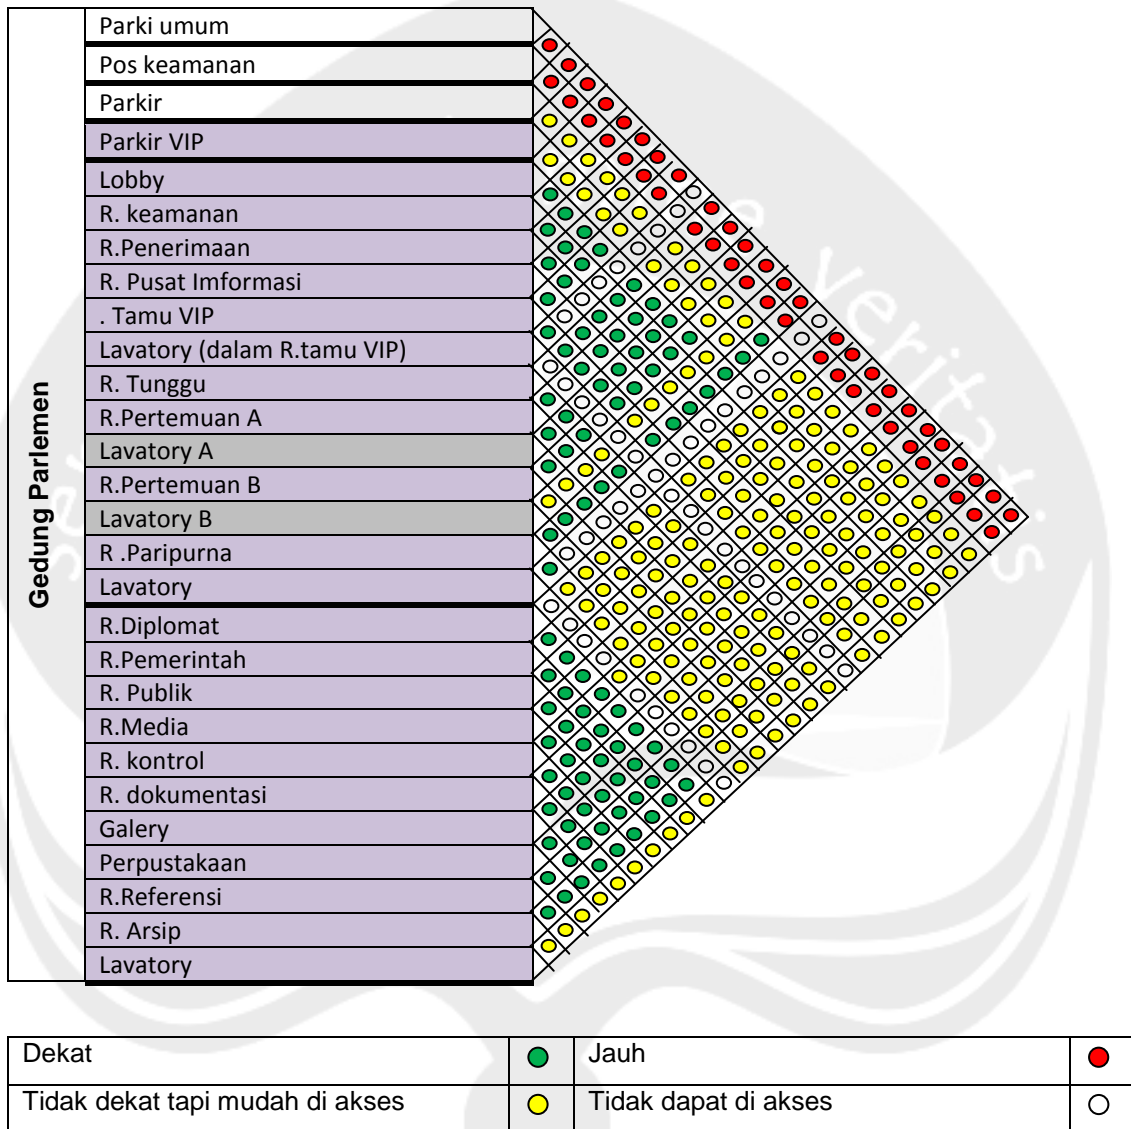 Gedung Parlemen
Parki umum
Pos keamanan
Parkir
Parkir VIP
Lobby
R. keamanan
R.Penerimaan
R. Pusat Imformasi
. Tamu VIP
Lavatory (dalam R.tamu VIP)
R. Tunggu
R.Pertemuan A
Lavatory A
R.Pertemuan B
Lavatory B
R .Paripurna
Lavatory
R.Diplomat
R.Pemerintah
R. Publik
R.Media
R. kontrol
R. dokumentasi
Galery
Perpustakaan
R.Referensi
R. Arsip
Lavatory
Dekat
Jauh
Tidak dekat tapi mudah di akses
Tidak dapat di akses